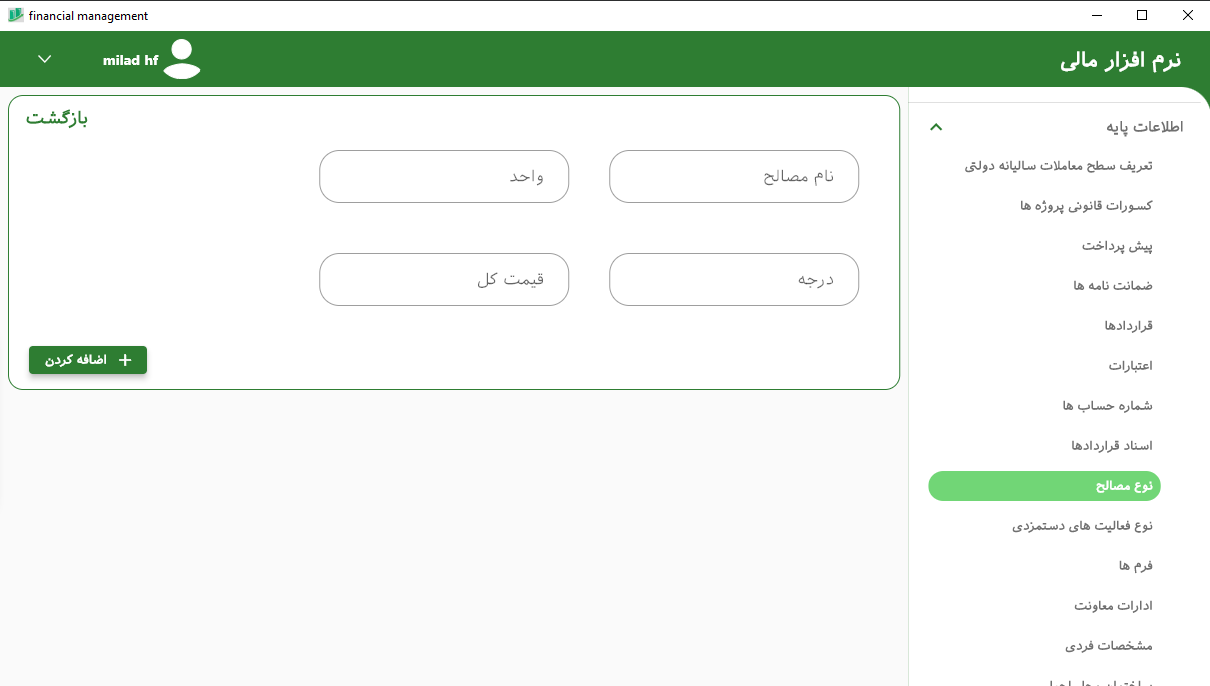 financial management
نرم افزار مالی
milad hf
بازگشت
نام مصالح
واحد
درجه
قیمت کل
اضافه کردن
اطلاعات پایه
تعریف سطح معاملات سالیانه دولتی
کسورات قانونی پروژه ها
پیش پرداخت
ضمانت نامه ها
قراردادها
اعتبارات
شماره حساب ها
اسناد قراردادها
نوع مصالح
نوع فعالیت های دستمزدی
فرم ها
ادارات معاونت
مشخصات فردی